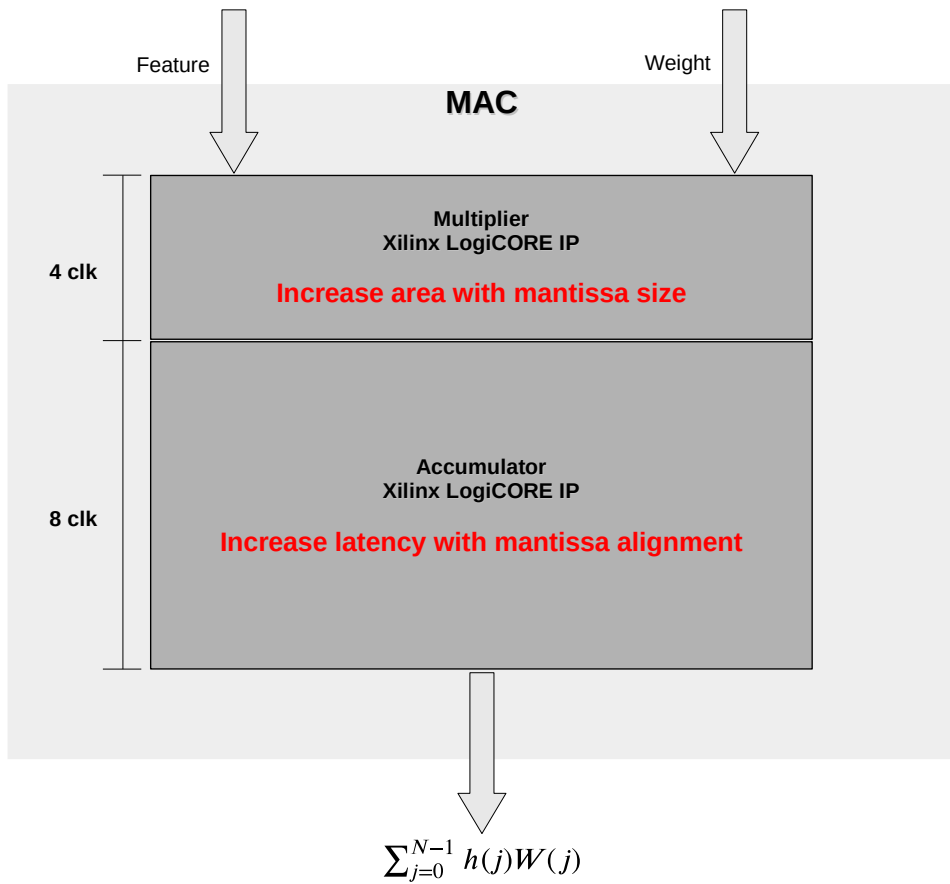 Feature
Weight
MAC
Multiplier
Xilinx LogiCORE IP
4 clk
Increase area with mantissa size
Accumulator
Xilinx LogiCORE IP
8 clk
Increase latency with mantissa alignment
∑_{j=0}^{N−1} h(j)W(j)